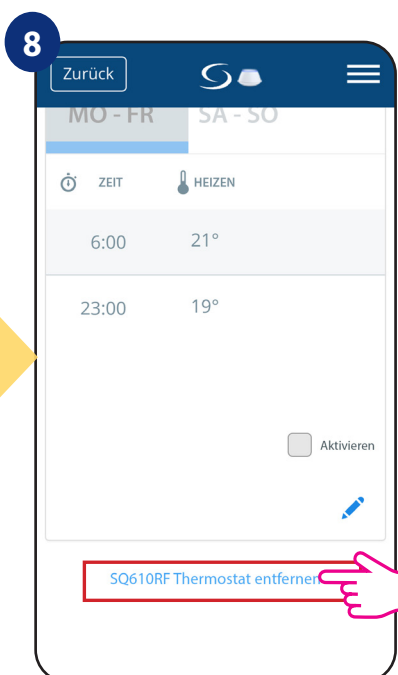 8
Zurück
MO - FR SA - SO
ZEIT HEIZEN
6:00 21°
23:00 19°
Aktivieren
SQ610RF Thermostat entfernen